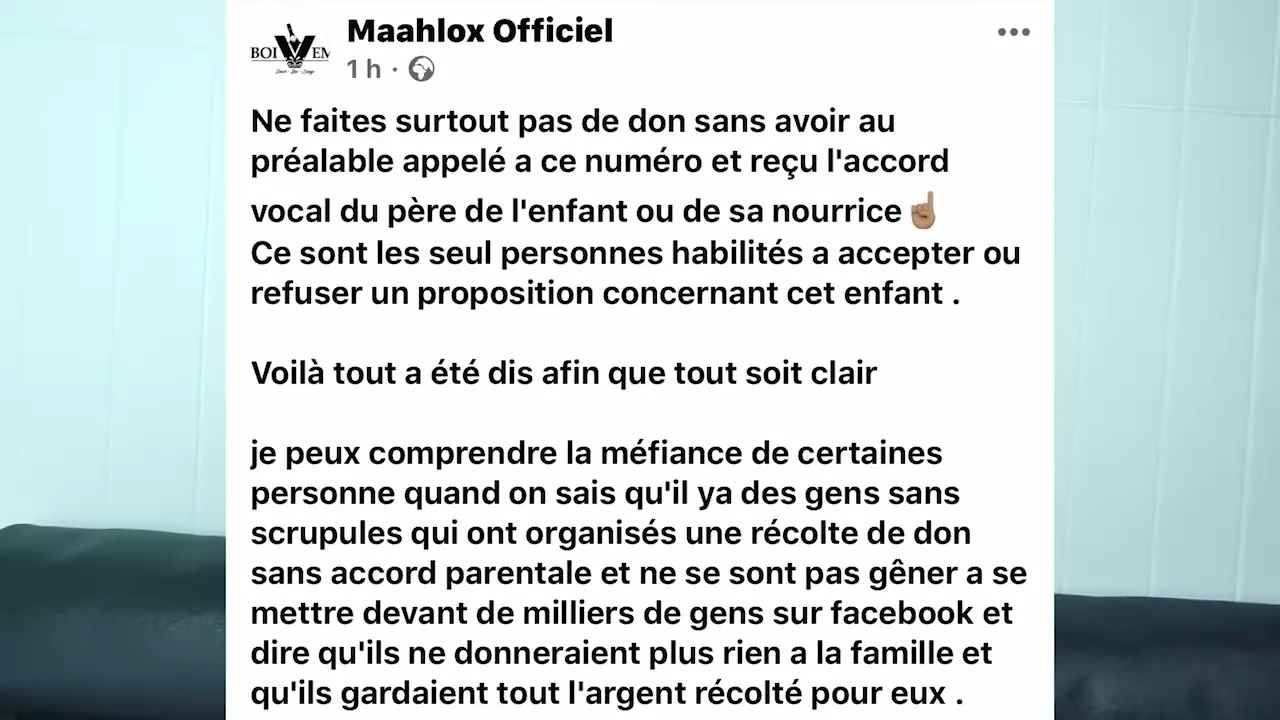 Maahlox Officiel
BOI V EM
1 h ·
Ne faites surtout pas de don sans avoir au
préalable appelé a ce numéro et reçu l'accord
vocal du père de l'enfant ou de sa nourrice ☝🏽
Ce sont les seul personnes habilités a accepter ou
refuser un proposition concernant cet enfant .
Voilà tout a été dis afin que tout soit clair
je peux comprendre la méfiance de certaines
personne quand on sais qu'il ya des gens sans
scrupules qui ont organisés une récolte de don
sans accord parentale et ne se sont pas gêner a se
mettre devant de milliers de gens sur facebook et
dire qu'ils ne donneraient plus rien a la famille et
qu'ils gardaient tout l'argent récolté pour eux .